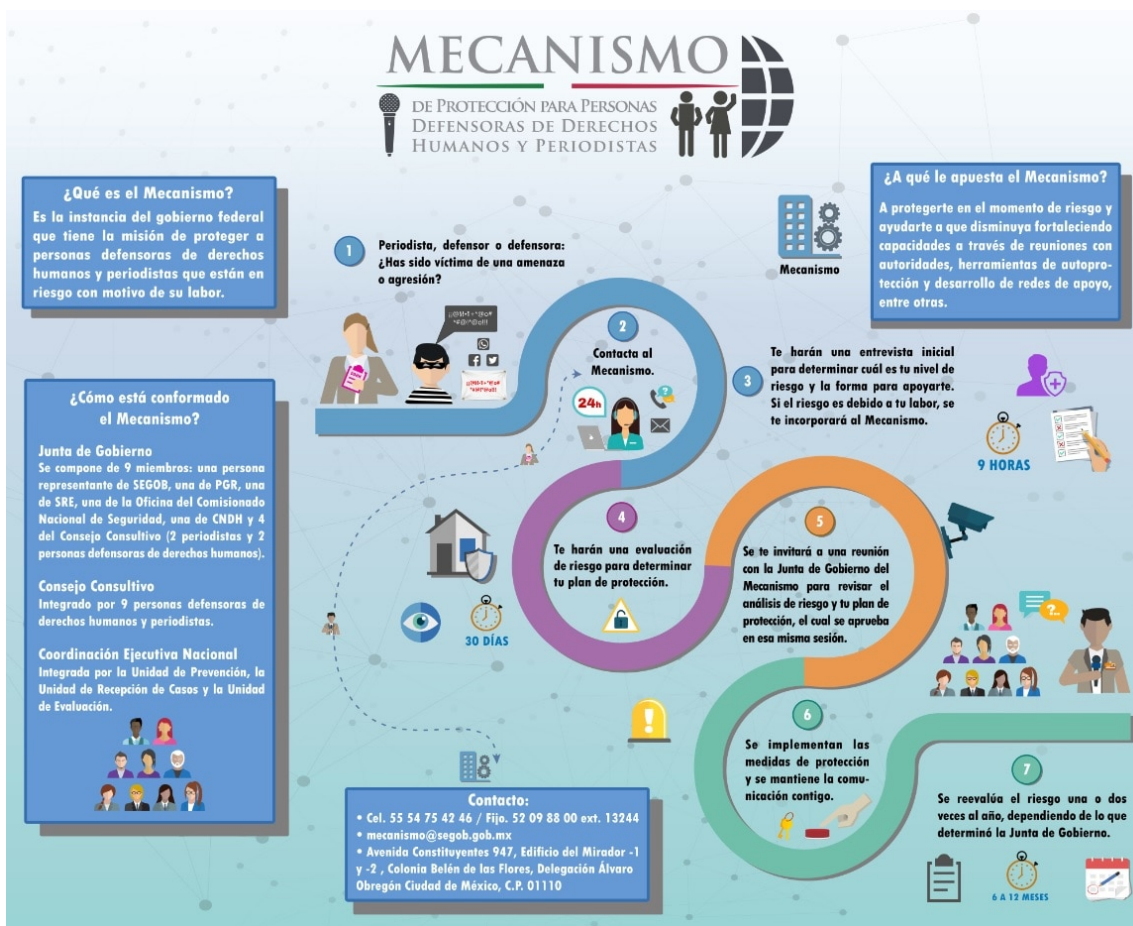 MECANISMO
DE PROTECCIÓN PARA PERSONAS
DEFENSORAS DE DERECHOS
HUMANOS Y PERIODISTAS
¿Qué es el Mecanismo?
Es la instancia del gobierno federal
que tiene la misión de proteger a
personas defensoras de derechos
humanos y periodistas que están en
riesgo con motivo de su labor.
¿Cómo está conformado
el Mecanismo?
Junta de Gobierno
Se compone de 9 miembros: una persona
representante de SEGOB, una de PGR, una
de SRE, una de la Oficina del Comisionado
Nacional de Seguridad, una de CNDH y 4
del Consejo Consultivo (2 periodistas y 2
personas defensoras de derechos humanos).
Consejo Consultivo
Integrado por 9 personas defensoras de
derechos humanos y periodistas.
Coordinación Ejecutiva Nacional
Integrada por la Unidad de Prevención, la
Unidad de Recepción de Casos y la Unidad
de Evaluación.
1
Periodista, defensor o defensora:
¿Has sido víctima de una amenaza
o agresión?
2
Contacta al
Mecanismo.
24h
Mecanismo
¿A qué le apuesta el Mecanismo?
A protegerte en el momento de riesgo y
ayudarte a que disminuya fortaleciendo
capacidades a través de reuniones con
autoridades, herramientas de autopro-
tección y desarrollo de redes de apoyo,
entre otras.
3
Te harán una entrevista inicial
para determinar cuál es tu nivel de
riesgo y la forma para apoyarte.
Si el riesgo es debido a tu labor, se
te incorporará al Mecanismo.
9 HORAS
4
Te harán una evaluación
de riesgo para determinar
tu plan de protección.
30 DÍAS
5
Se te invitará a una reunión
con la Junta de Gobierno del
Mecanismo para revisar el
análisis de riesgo y tu plan de
protección, el cual se aprueba
en esa misma sesión.
6
Se implementan las
medidas de protección
y se mantiene la comu-
nicación contigo.
7
Se reevalúa el riesgo una o dos
veces al año, dependiendo de lo que
determinó la Junta de Gobierno.
6 A 12 MESES
Contacto:
• Cel. 55 54 75 42 46 / Fijo. 52 09 88 00 ext. 13244
• mecanismo@segob.gob.mx
• Avenida Constituyentes 947, Edificio del Mirador -1
y -2 , Colonia Belén de las Flores, Delegación Álvaro
Obregón Ciudad de México, C.P. 01110